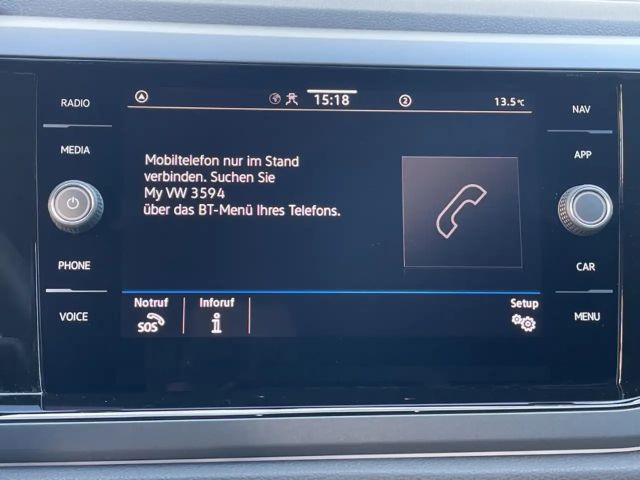 RADIO
MEDIA
PHONE
VOICE
15:18
2
13.5°C
Mobiltelefon nur im Stand
verbinden. Suchen Sie
My VW 3594
über das BT-Menü Ihres Telefons.
Notruf
SOS
Inforuf
i
Setup
NAV
APP
CAR
MENU